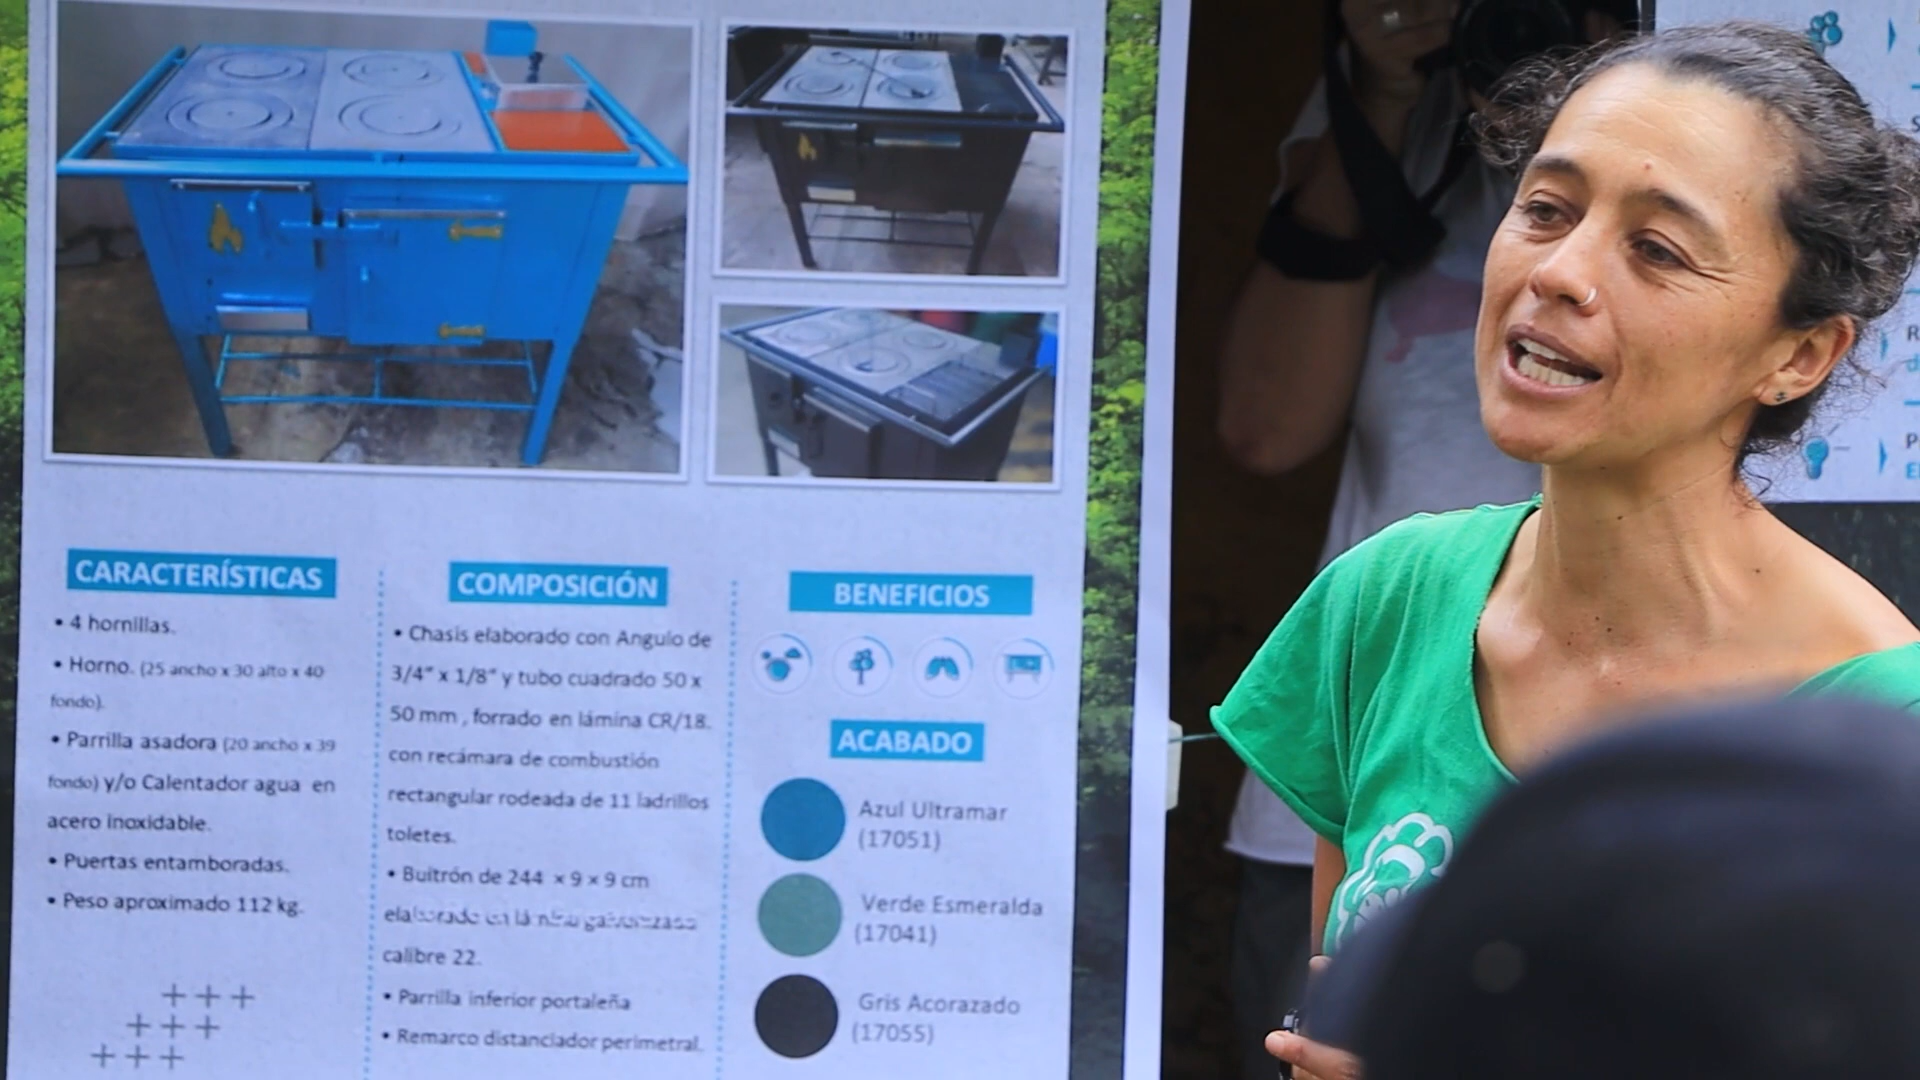 CARACTERÍSTICAS
• 4 hornillas.
• Horno. (25 ancho x 30 alto x 40
fondo).
• Parrilla asadora (20 ancho x 39
fondo) y/o Calentador agua en
acero inoxidable.
• Puertas entamboradas.
• Peso aproximado 112 kg.
COMPOSICIÓN
• Chasis elaborado con Angulo de
3/4" x 1/8" y tubo cuadrado 50 x
50 mm , forrado en lámina CR/18.
con recámara de combustión
rectangular rodeada de 11 ladrillos
toletes.
• Buitrón de 244 x 9 x 9 cm
elaborado en lámina galvanizada
calibre 22.
• Parrilla inferior portaleña
• Remarco distanciador perimetral.
BENEFICIOS
ACABADO
Azul Ultramar
(17051)
Verde Esmeralda
(17041)
Gris Acorazado
(17055)